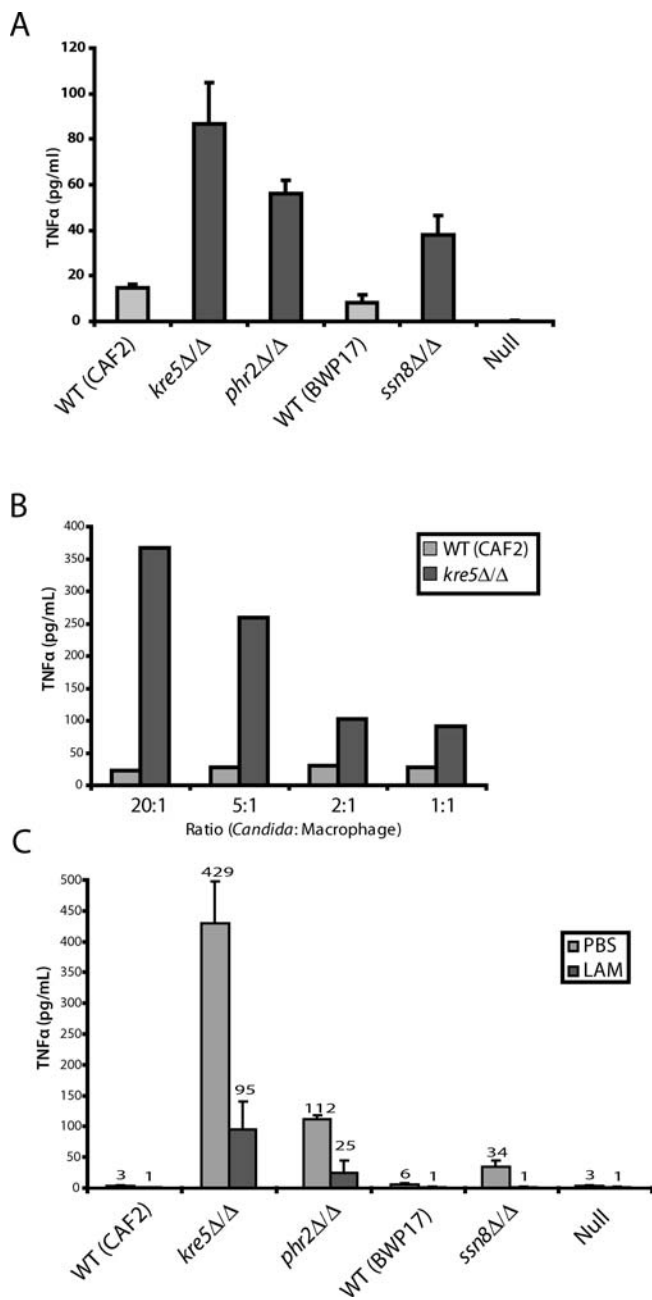 A
TNFα (pg/ml)
120
100
80
60
40
20
0
WT (CAF2)
kre5Δ/Δ
phr2Δ/Δ
WT (BWP17)
ssn8Δ/Δ
Null
B
TNFα (pg/mL)
400
350
300
250
200
150
100
50
0
WT (CAF2)
kre5Δ/Δ
20:1
5:1
2:1
1:1
Ratio (Candida: Macrophage)
C
TNFα (pg/mL)
500
450
400
350
300
250
200
150
100
50
0
PBS
LAM
3
1
429
95
112
25
6
1
34
1
3
1
WT (CAF2)
kre5Δ/Δ
phr2Δ/Δ
WT (BWP17)
ssn8Δ/Δ
Null